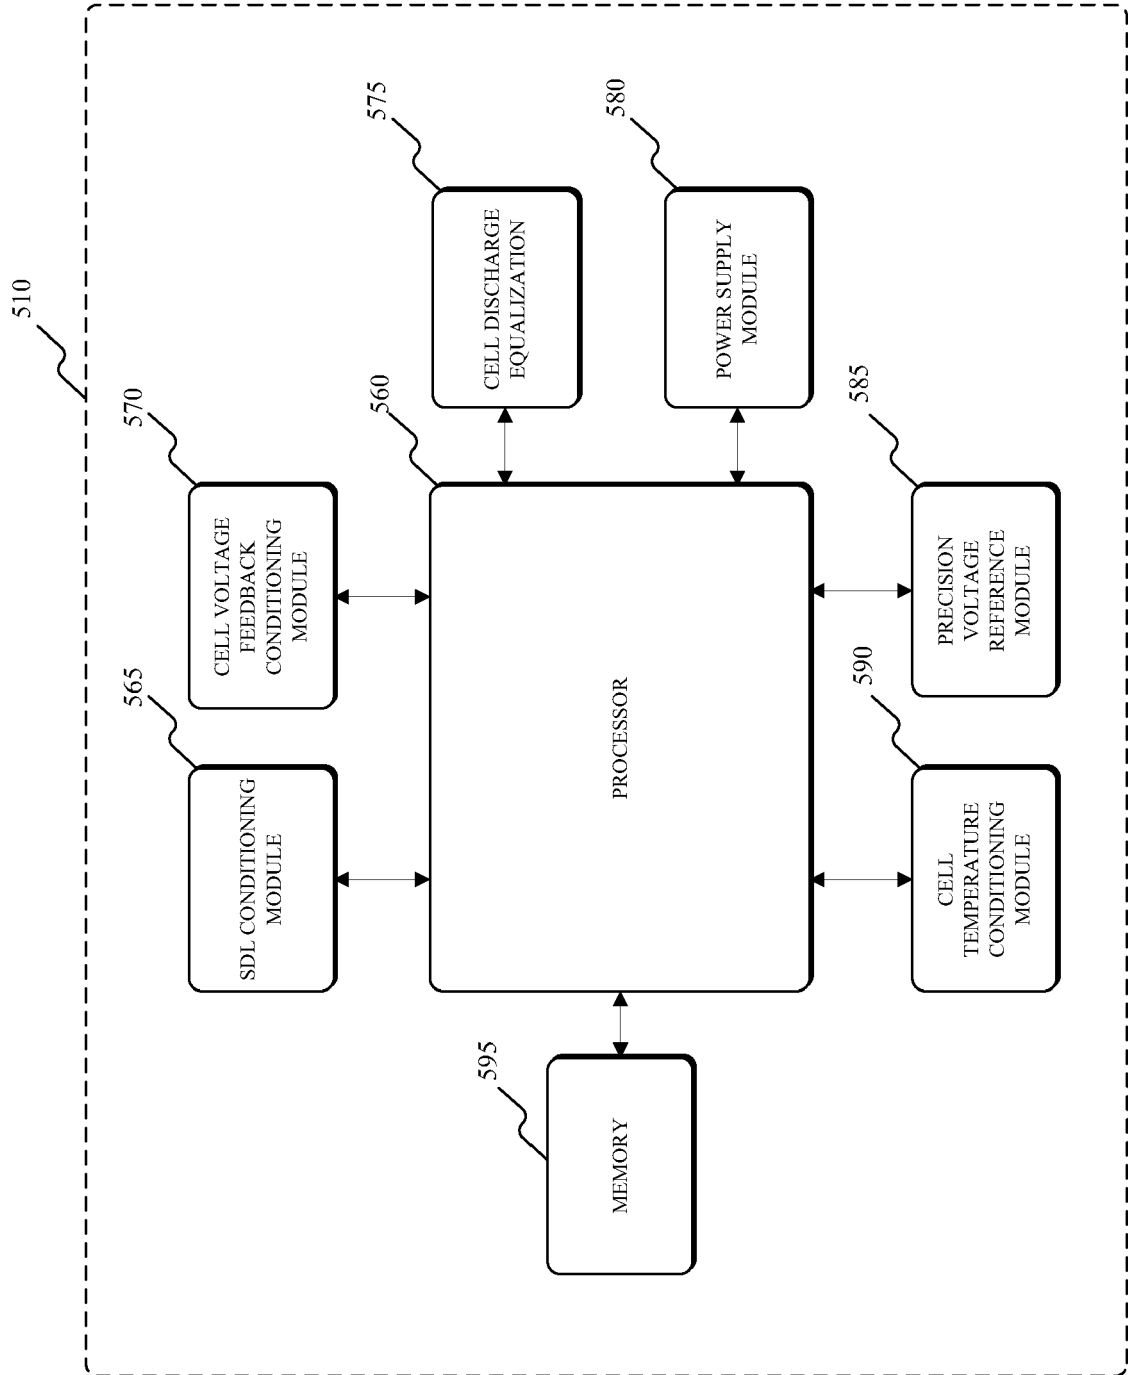 510
565
SDL CONDITIONING
MODULE
570
CELL VOLTAGE
FEEDBACK
CONDITIONING
MODULE
595
MEMORY
560
PROCESSOR
575
CELL DISCHARGE
EQUALIZATION
580
POWER SUPPLY
MODULE
590
CELL
TEMPERATURE
CONDITIONING
MODULE
585
PRECISION
VOLTAGE
REFERENCE
MODULE